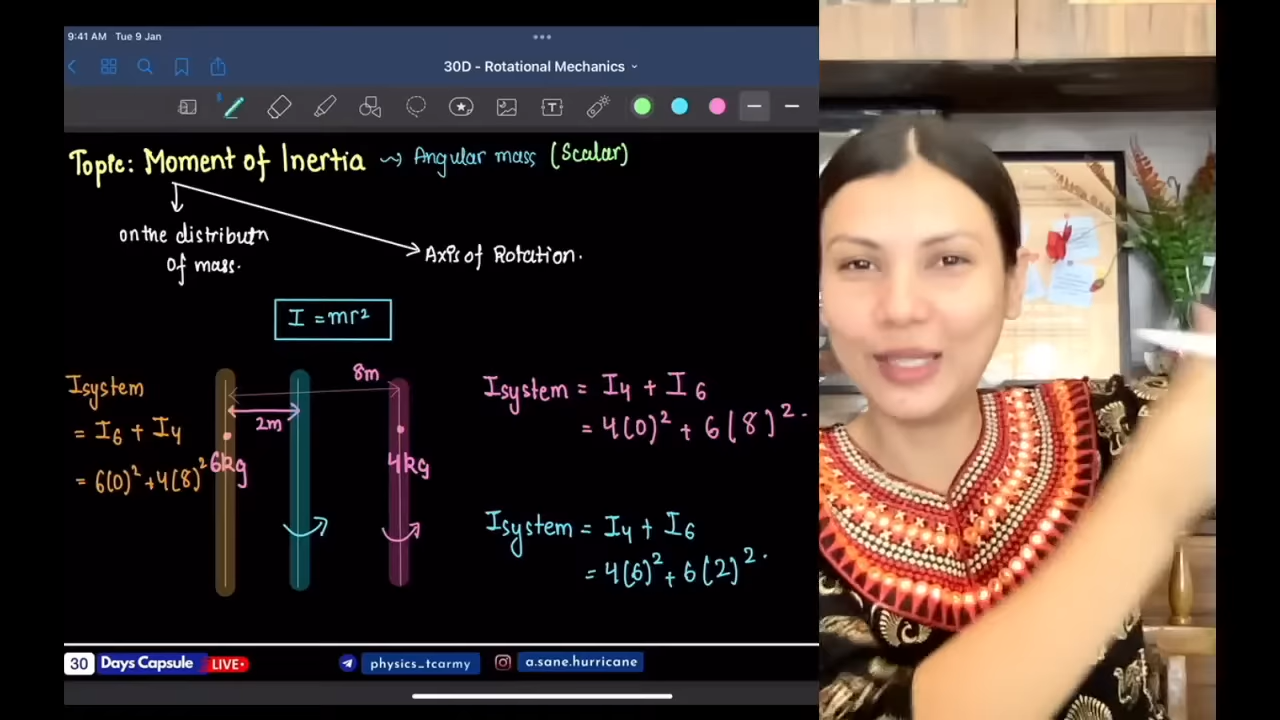 9:41 AM Tue 9 Jan
30D - Rotational Mechanics
Topic: Moment of Inertia ⤳ Angular mass (Scalar)
on the distributn
of mass.
Axis of Rotation.
I = mr²
8m
2m
6kg
4kg
Isystem
= I₆ + I₄
= 6(0)² + 4(8)²
Isystem = I₄ + I₆
= 4(0)² + 6(8)².
Isystem = I₄ + I₆
= 4(6)² + 6(2)².
30 Days Capsule LIVE
physics_tcarmy
a.sane.hurricane